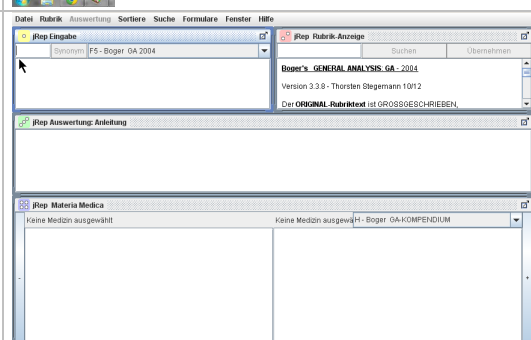 Datei Rubrik Auswertung Sortiere Suche Formulare Fenster Hilfe
jRep Eingabe
Synonym F5 - Boger GA 2004
jRep Rubrik-Anzeige
Buchen Übernehmen
Boger's GENERAL ANALYSIS: GA - 2004
Version 3.3.8 - Thorsten Stegemann 10/12
Der ORIGINAL-Rubriktext ist GROSSGESCHRIEBEN,
jRep Auswertung: Anleitung
jRep Materia Medica
Keine Medizin ausgewählt
Keine Medizin ausgewä H - Boger GA-KOMPENDIUM